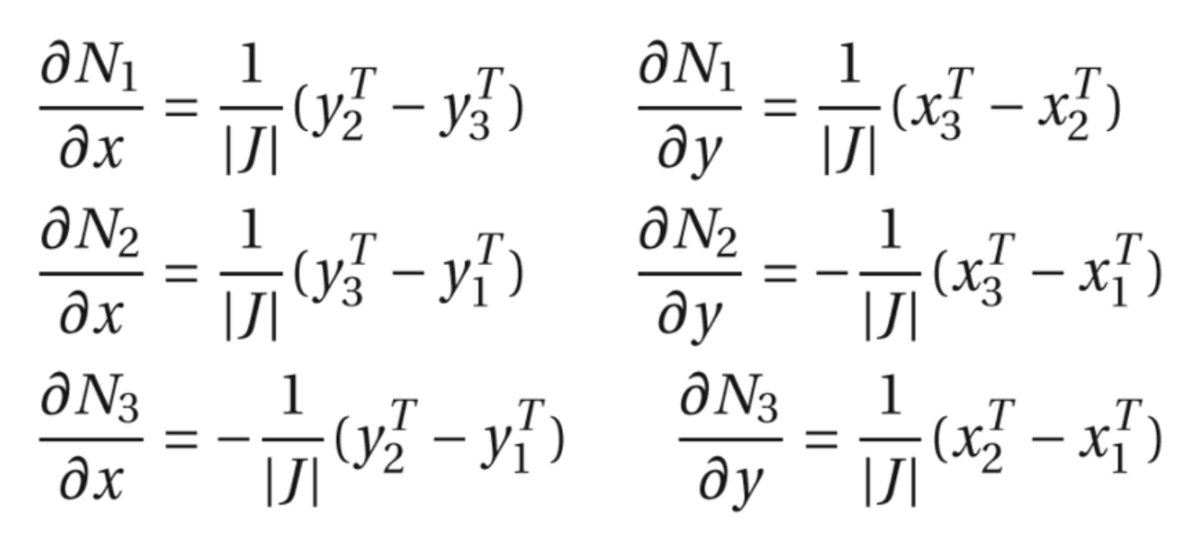 ∂N₁/∂x = 1/|J| (y₂ᵀ − y₃ᵀ)    ∂N₁/∂y = 1/|J| (x₃ᵀ − x₂ᵀ)
∂N₂/∂x = 1/|J| (y₃ᵀ − y₁ᵀ)    ∂N₂/∂y = − 1/|J| (x₃ᵀ − x₁ᵀ)
∂N₃/∂x = − 1/|J| (y₂ᵀ − y₁ᵀ)    ∂N₃/∂y = 1/|J| (x₂ᵀ − x₁ᵀ)